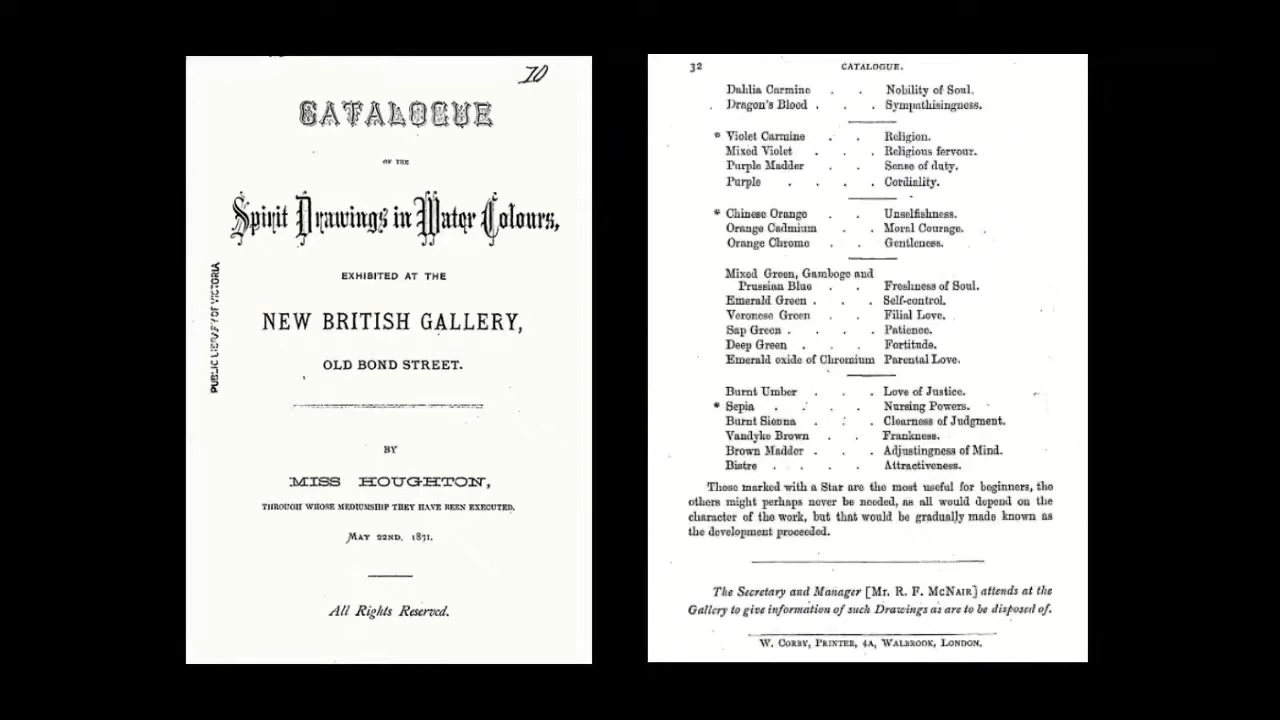 10
CATALOGUE
OF THE
Spirit Drawings in Water Colours,
EXHIBITED AT THE
NEW BRITISH GALLERY,
OLD BOND STREET.
PUBLIC LIBRARY OF VICTORIA
BY
MISS HOUGHTON,
THROUGH WHOSE MEDIUMSHIP THEY HAVE BEEN EXECUTED.
MAY 22ND, 1871.
All Rights Reserved.
32 CATALOGUE.
Dahlia Carmine . . Nobility of Soul.
Dragon's Blood . . Sympathisingness.
* Violet Carmine . . Religion.
Mixed Violet . . Religious fervour.
Purple Madder . . Sense of duty.
Purple . . . Cordiality.
* Chinese Orange . . Unselfishness.
Orange Cadmium . . Moral Courage.
Orange Chrome . . Gentleness.
Mixed Green, Gamboge and
Prussian Blue . . Freshness of Soul.
Emerald Green . . . Self-control.
Veronese Green . . Filial Love.
Sap Green . . . . Patience.
Deep Green . . . Fortitude.
Emerald oxide of Chromium Parental Love.
Burnt Umber . . . Love of Justice.
* Sepia . . . . Nursing Powers.
Burnt Sienna . . . Clearness of Judgment.
Vandyke Brown . . Frankness.
Brown Madder . . . Adjustingness of Mind.
Bistre . . . . Attractiveness.
Those marked with a Star are the most useful for beginners, the
others might perhaps never be needed, as all would depend on the
character of the work, but that would be gradually made known as
the development proceeded.
The Secretary and Manager [MR. R. F. MCNAIR] attends at the
Gallery to give information of such Drawings as are to be disposed of.
W. CORBY, PRINTER, 4A, WALBROOK, LONDON.